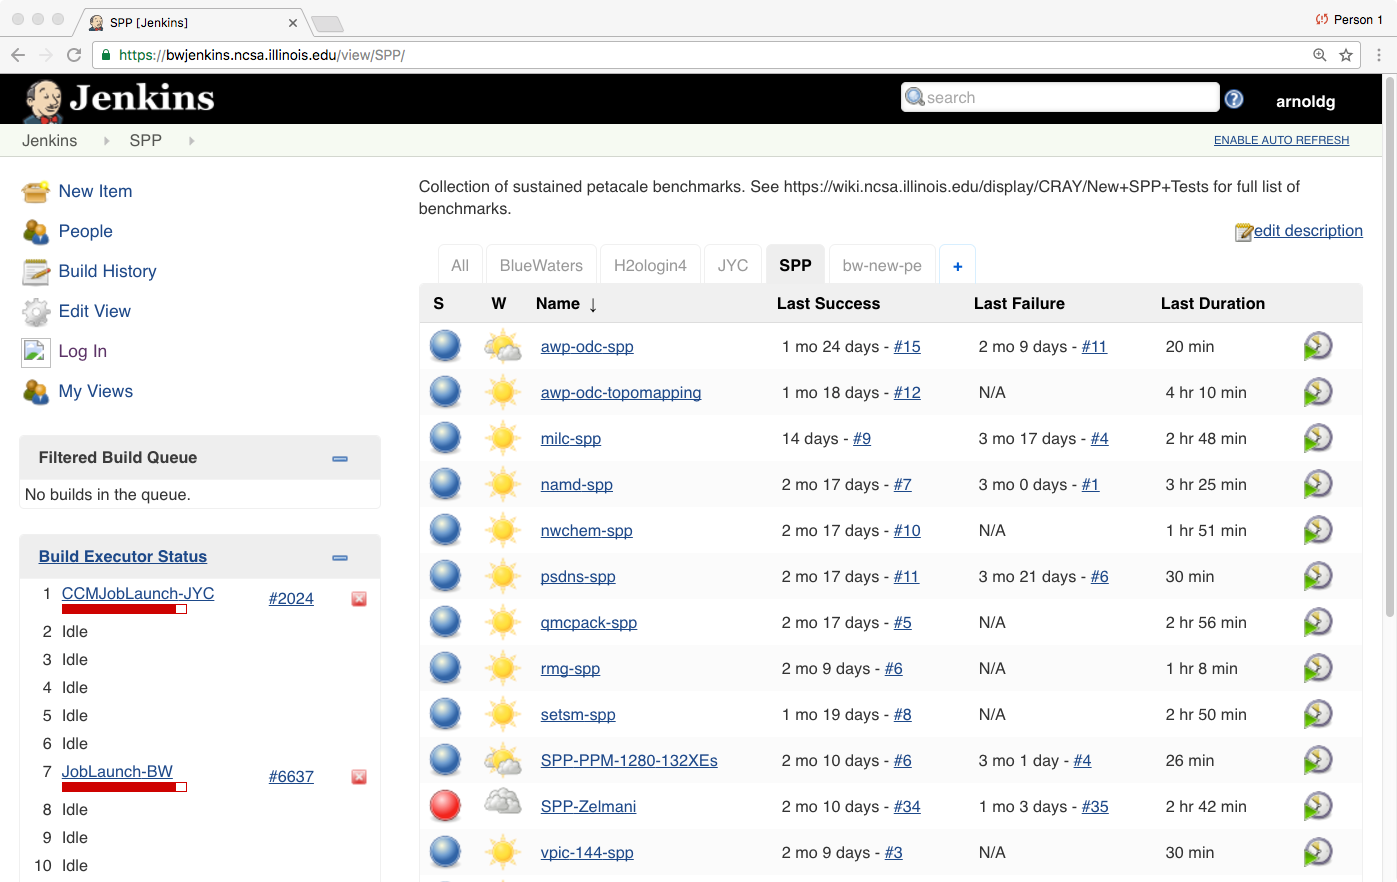 SPP [Jenkins]
Person 1
https://bwjenkins.ncsa.illinois.edu/view/SPP/
Jenkins
search
arnoldg
Jenkins
SPP
ENABLE AUTO REFRESH
New Item
People
Build History
Edit View
Log In
My Views
Filtered Build Queue
No builds in the queue.
Build Executor Status
1 CCMJobLaunch-JYC #2024
2 Idle
3 Idle
4 Idle
5 Idle
6 Idle
7 JobLaunch-BW #6637
8 Idle
9 Idle
10 Idle
Collection of sustained petacale benchmarks. See https://wiki.ncsa.illinois.edu/display/CRAY/New+SPP+Tests for full list of
benchmarks.
edit description
All BlueWaters H2ologin4 JYC SPP bw-new-pe +
S W Name ↓ Last Success Last Failure Last Duration
awp-odc-spp 1 mo 24 days - #15 2 mo 9 days - #11 20 min
awp-odc-topomapping 1 mo 18 days - #12 N/A 4 hr 10 min
milc-spp 14 days - #9 3 mo 17 days - #4 2 hr 48 min
namd-spp 2 mo 17 days - #7 3 mo 0 days - #1 3 hr 25 min
nwchem-spp 2 mo 17 days - #10 N/A 1 hr 51 min
psdns-spp 2 mo 17 days - #11 3 mo 21 days - #6 30 min
qmcpack-spp 2 mo 17 days - #5 N/A 2 hr 56 min
rmg-spp 2 mo 9 days - #6 N/A 1 hr 8 min
setsm-spp 1 mo 19 days - #8 N/A 2 hr 50 min
SPP-PPM-1280-132XEs 2 mo 10 days - #6 3 mo 1 day - #4 26 min
SPP-Zelmani 2 mo 10 days - #34 1 mo 3 days - #35 2 hr 42 min
vpic-144-spp 2 mo 9 days - #3 N/A 30 min